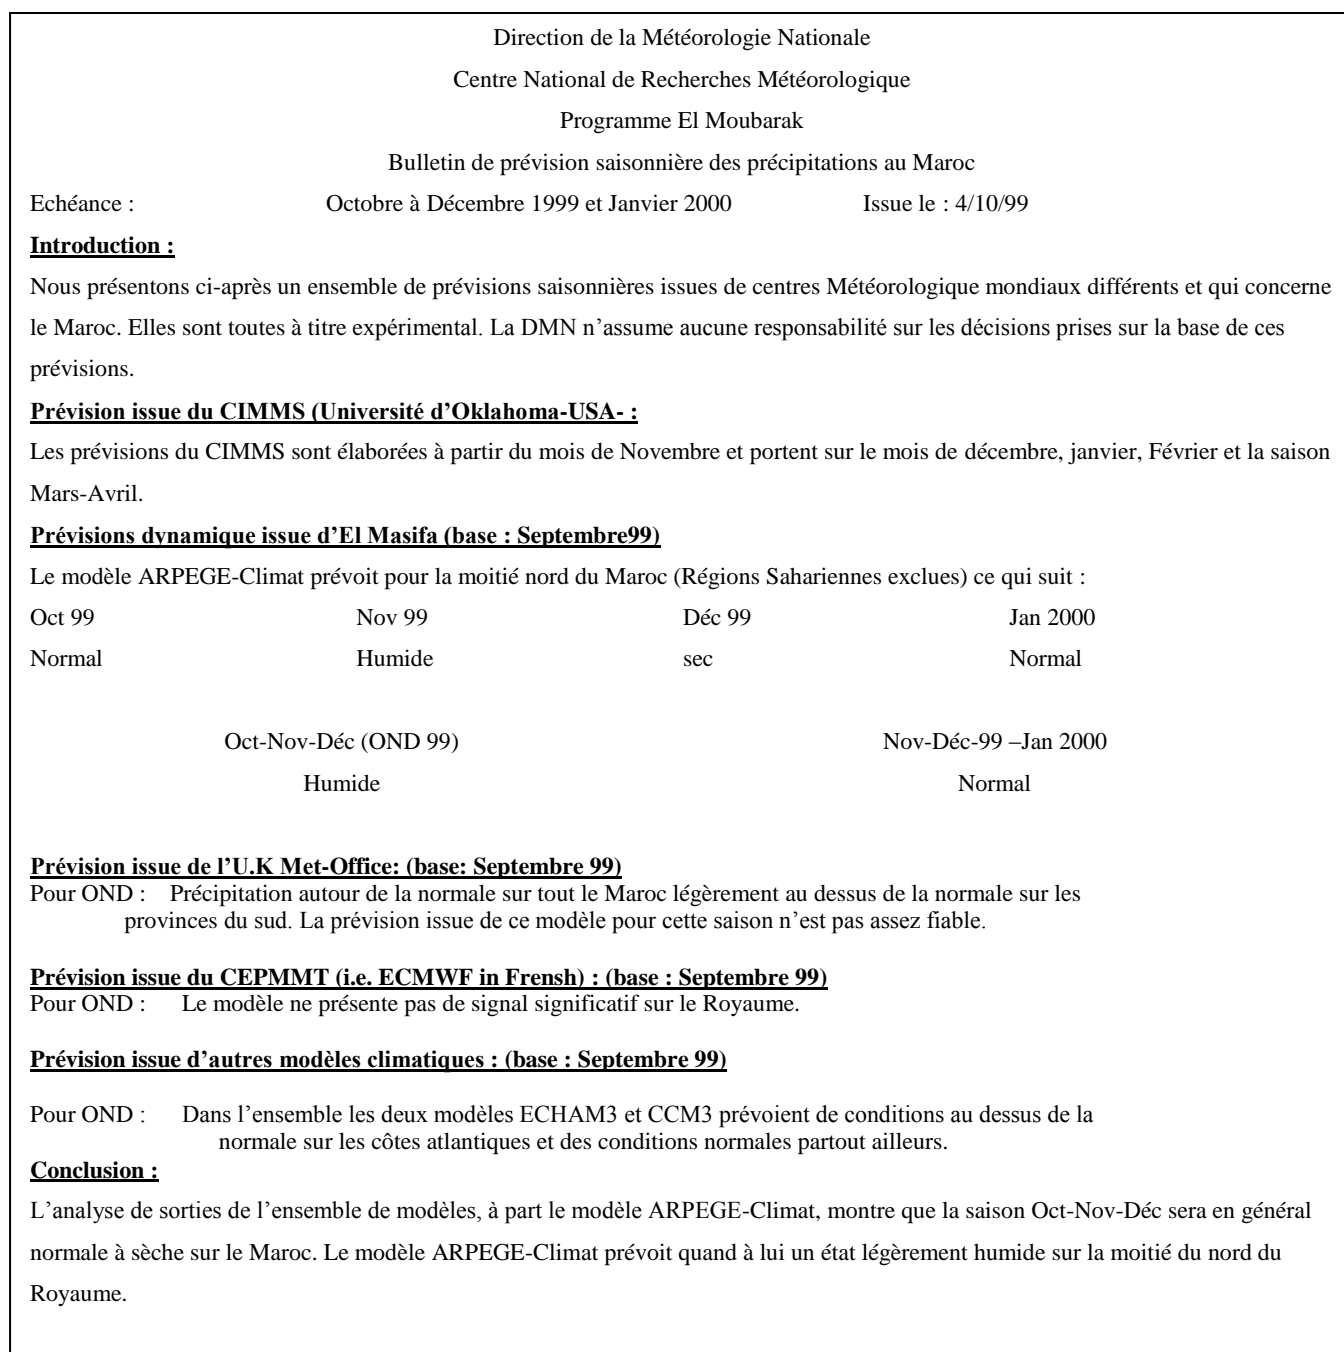 Direction de la Météorologie Nationale
Centre National de Recherches Météorologique
Programme El Moubarak
Bulletin de prévision saisonnière des précipitations au Maroc
Echéance : Octobre à Décembre 1999 et Janvier 2000 Issue le : 4/10/99
Introduction :
Nous présentons ci-après un ensemble de prévisions saisonnières issues de centres Météorologique mondiaux différents et qui concerne
le Maroc. Elles sont toutes à titre expérimental. La DMN n’assume aucune responsabilité sur les décisions prises sur la base de ces
prévisions.
Prévision issue du CIMMS (Université d’Oklahoma-USA- :
Les prévisions du CIMMS sont élaborées à partir du mois de Novembre et portent sur le mois de décembre, janvier, Février et la saison
Mars-Avril.
Prévisions dynamique issue d’El Masifa (base : Septembre99)
Le modèle ARPEGE-Climat prévoit pour la moitié nord du Maroc (Régions Sahariennes exclues) ce qui suit :
Oct 99 Nov 99 Déc 99 Jan 2000
Normal Humide sec Normal
Oct-Nov-Déc (OND 99) Nov-Déc-99 –Jan 2000
Humide Normal
Prévision issue de l’U.K Met-Office: (base: Septembre 99)
Pour OND : Précipitation autour de la normale sur tout le Maroc légèrement au dessus de la normale sur les
provinces du sud. La prévision issue de ce modèle pour cette saison n’est pas assez fiable.
Prévision issue du CEPMMT (i.e. ECMWF in Frensh) : (base : Septembre 99)
Pour OND : Le modèle ne présente pas de signal significatif sur le Royaume.
Prévision issue d’autres modèles climatiques : (base : Septembre 99)
Pour OND : Dans l’ensemble les deux modèles ECHAM3 et CCM3 prévoient de conditions au dessus de la
normale sur les côtes atlantiques et des conditions normales partout ailleurs.
Conclusion :
L’analyse de sorties de l’ensemble de modèles, à part le modèle ARPEGE-Climat, montre que la saison Oct-Nov-Déc sera en général
normale à sèche sur le Maroc. Le modèle ARPEGE-Climat prévoit quand à lui un état légèrement humide sur la moitié du nord du
Royaume.